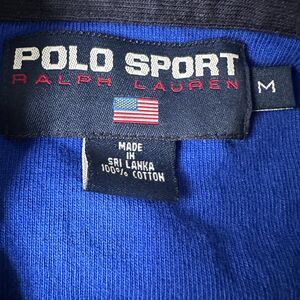 POLO SPORT
RALPH LAUREN
M
MADE
IN
SRI LANKA
100% COTTON